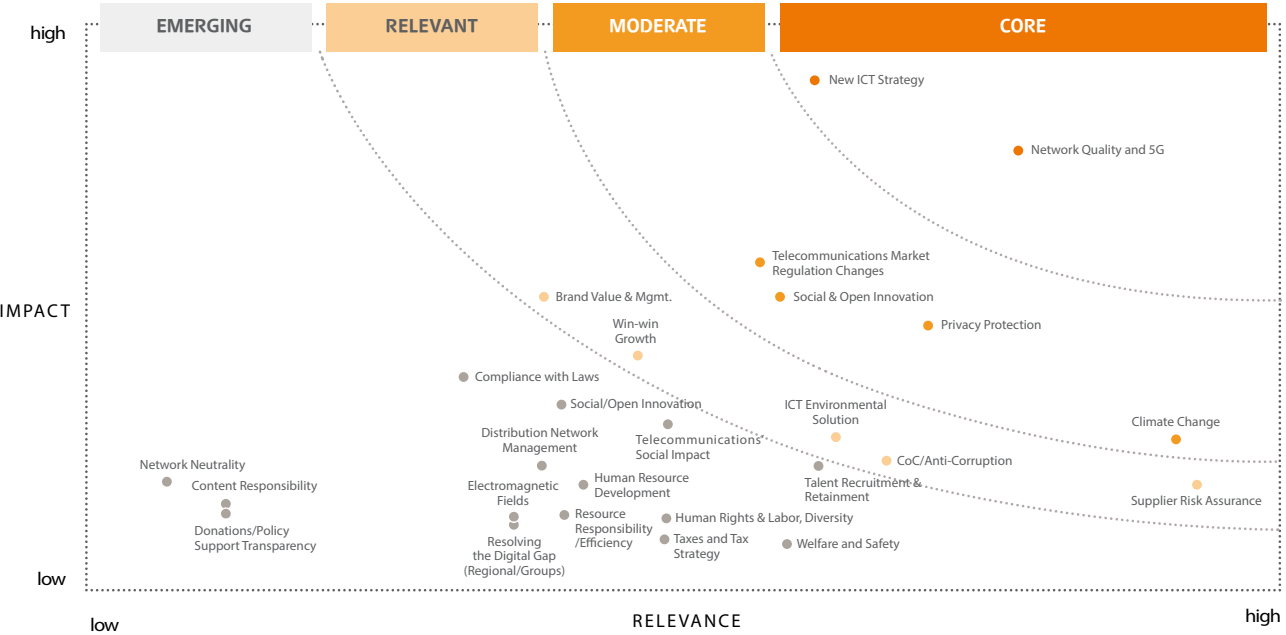 EMERGING
RELEVANT
MODERATE
CORE
high
New ICT Strategy
Network Quality and 5G
Telecommunications Market
Regulation Changes
Brand Value & Mgmt.
Social & Open Innovation
IMPACT
Win-win
Growth
Privacy Protection
Compliance with Laws
Social/Open Innovation
ICT Environmental
Solution
Climate Change
Distribution Network
Management
Telecommunications
Social Impact
Network Neutrality
CoC/Anti-Corruption
Content Responsibility
Electromagnetic
Fields
Human Resource
Development
Talent Recruitment &
Retainment
Supplier Risk Assurance
Donations/Policy
Support Transparency
Resource
Responsibility
/Efficiency
Human Rights & Labor, Diversity
Resolving
the Digital Gap
(Regional/Groups)
Taxes and Tax
Strategy
Welfare and Safety
low
low
RELEVANCE
high